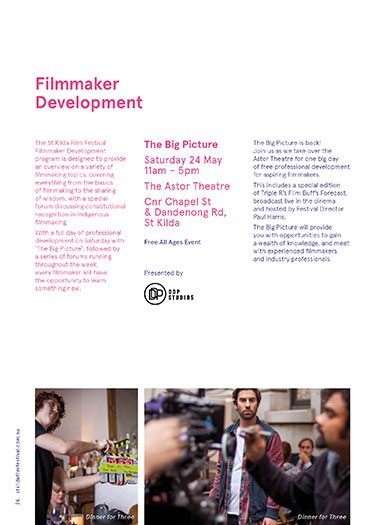 Filmmaker
Development
The St Kilda Film Festival
Filmmaker Development
program is designed to provide
an overview on a variety of
filmmaking topics, covering
everything from the basics
of filmmaking to the sharing
of wisdom, with a special
forum discussing constitutional
recognition in Indigenous
filmmaking.
With a full day of professional
development on Saturday with
'The Big Picture', followed by
a series of forums running
throughout the week,
every filmmaker will have
the opportunity to learn
something new.
The Big Picture
Saturday 24 May
11am – 5pm
The Astor Theatre
Cnr Chapel St
& Dandenong Rd,
St Kilda
Free All Ages Event
Presented by
DDP
STUDIOS
The Big Picture is back!
Join us as we take over the
Astor Theatre for one big day
of free professional development
for aspiring filmmakers.
This includes a special edition
of Triple R's Film Buff's Forecast,
broadcast live in the cinema
and hosted by Festival Director
Paul Harris.
The Big Picture will provide
you with opportunities to gain
a wealth of knowledge, and meet
with experienced filmmakers
and industry professionals.
Dinner for Three
Dinner for Three
26 stkildafilmfestival.com.au